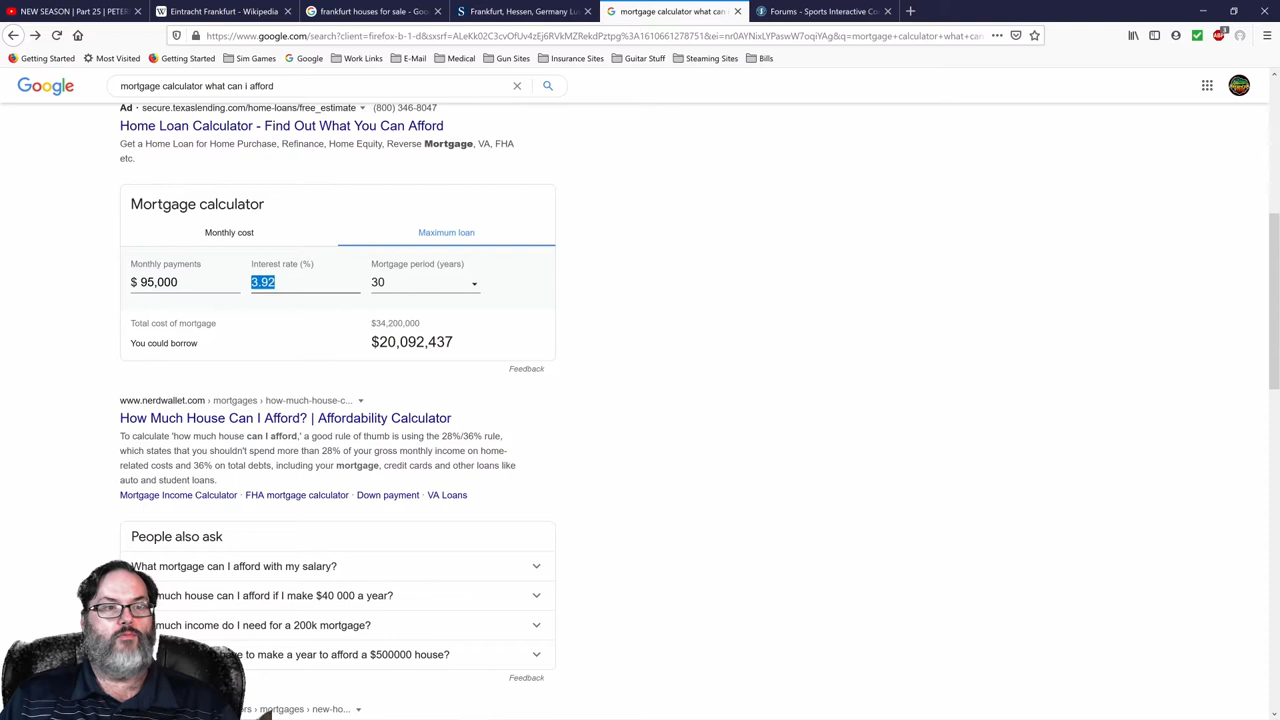 NEW SEASON | Part 25 | PETER
Eintracht Frankfurt - Wikipedia
frankfurt houses for sale - Goo
Frankfurt, Hessen, Germany Lu
mortgage calculator what can i
Forums - Sports Interactive Co
https://www.google.com/search?client=firefox-b-1-d&sxsrf=ALeKk02C3cvOfUv4zEj6RVkMZREKdPztpg%3A1610661278751&ei=nr0AYNixLYPaswW7oqiYAg&q=mortgage+calculator+what+can
Getting Started
Most Visited
Getting Started
Sim Games
Google
Work Links
E-Mail
Medical
Gun Sites
Insurance Sites
Guitar Stuff
Steaming Sites
Bills
Google
mortgage calculator what can i afford
Ad · secure.texaslending.com/home-loans/free_estimate (800) 346-8047
Home Loan Calculator - Find Out What You Can Afford
Get a Home Loan for Home Purchase, Refinance, Home Equity, Reverse Mortgage, VA, FHA
etc.
Mortgage calculator
Monthly cost
Maximum loan
Monthly payments
Interest rate (%)
Mortgage period (years)
$ 95,000
3.92
30
Total cost of mortgage
$34,200,000
You could borrow
$20,092,437
Feedback
www.nerdwallet.com › mortgages › how-much-house-c...
How Much House Can I Afford? | Affordability Calculator
To calculate 'how much house can I afford,' a good rule of thumb is using the 28%/36% rule,
which states that you shouldn't spend more than 28% of your gross monthly income on home-
related costs and 36% on total debts, including your mortgage, credit cards and other loans like
auto and student loans.
Mortgage Income Calculator · FHA mortgage calculator · Down payment · VA Loans
People also ask
What mortgage can I afford with my salary?
much house can I afford if I make $40 000 a year?
much income do I need for a 200k mortgage?
to make a year to afford a $500000 house?
Feedback
› mortgages › new-ho...